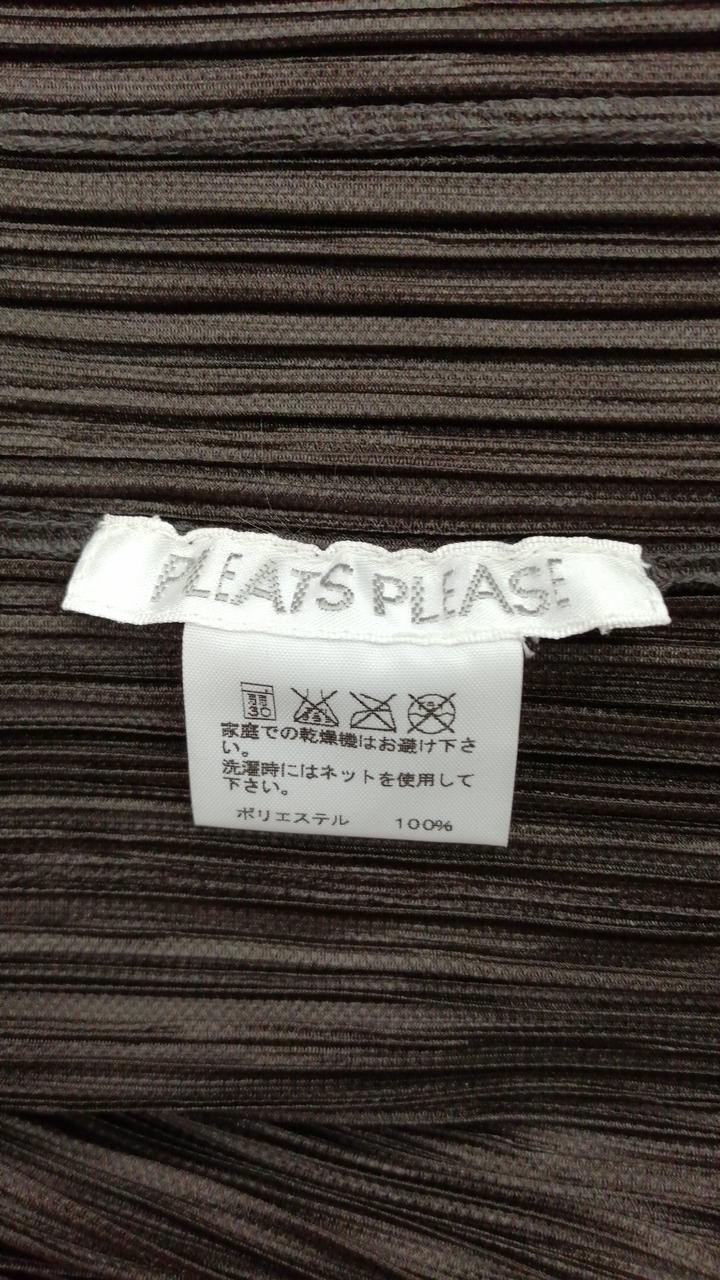 PLEATS PLEASE
30
家庭での乾燥機はお避け下さ
い。
洗濯時にはネットを使用して
下さい。
ポリエステル 100%